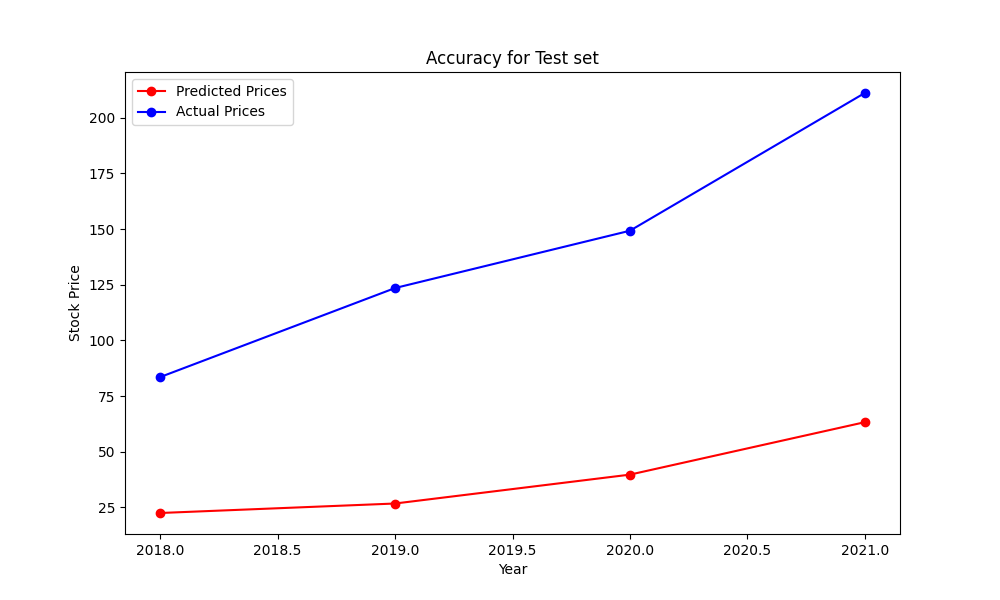 Accuracy for Test set
Predicted Prices
Actual Prices
200
175
150
125
100
75
50
25
Stock Price
2018.0 2018.5 2019.0 2019.5 2020.0 2020.5 2021.0
Year